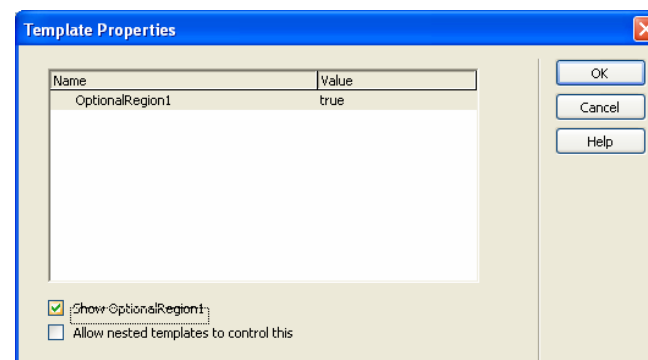 Template Properties
Name Value
OptionalRegion1 true
Show OptionalRegion1
Allow nested templates to control this
OK
Cancel
Help